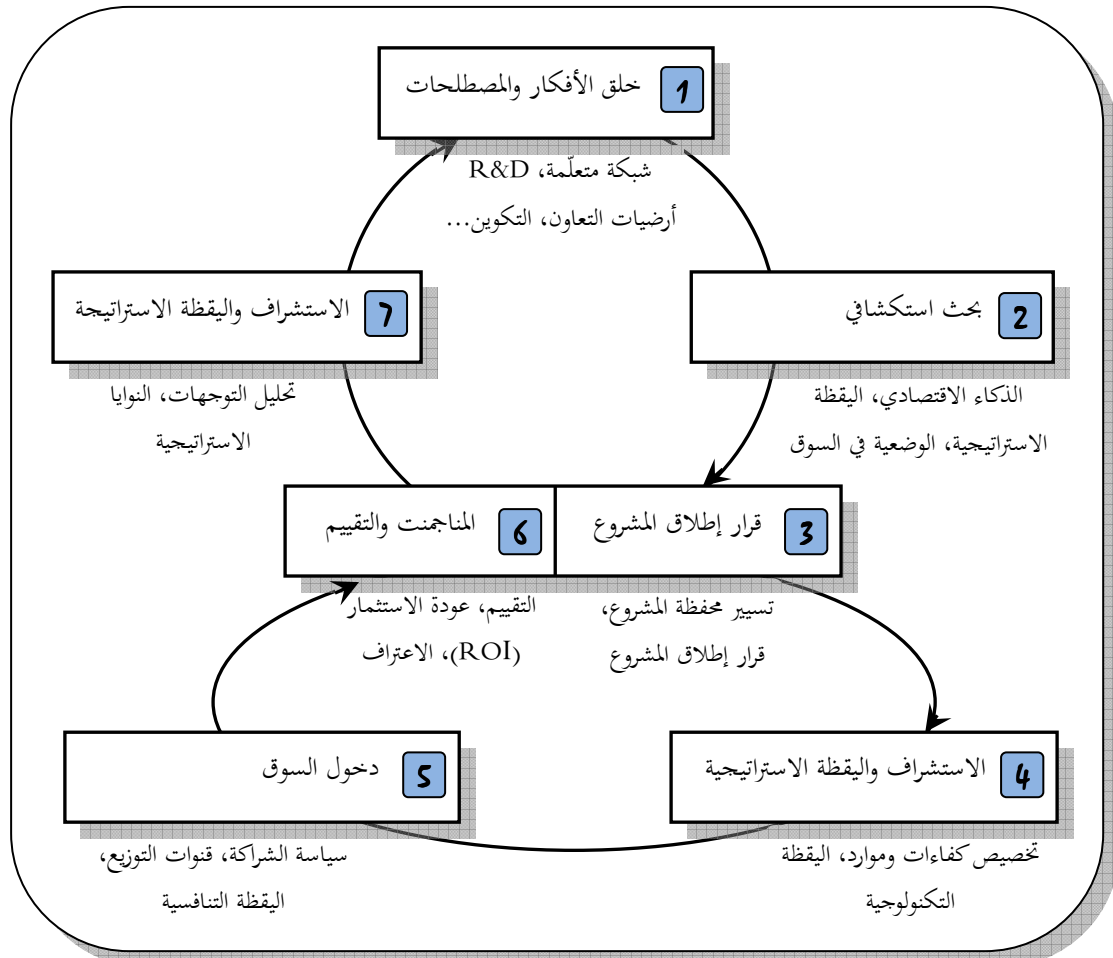 1 خلق الأفكار والمصطلحات
شبكة متعلّمة، R&D
أرضيات التعاون، التكوين...
2 بحث استكشافي
الذكاء الاقتصادي، اليقظة
الاستراتيجية، الوضعية في السوق
3 قرار إطلاق المشروع
تسيير محفظة المشروع،
قرار إطلاق المشروع
4 الاستشراف واليقظة الاستراتيجية
تخصيص كفاءات وموارد، اليقظة
التكنولوجية
5 دخول السوق
سياسة الشراكة، قنوات التوزيع،
اليقظة التنافسية
6 المناجمنت والتقييم
التقييم، عودة الاستثمار
(ROI)، الاعتراف
7 الاستشراف واليقظة الاستراتيجة
تحليل التوجهات، النوايا
الاستراتيجية